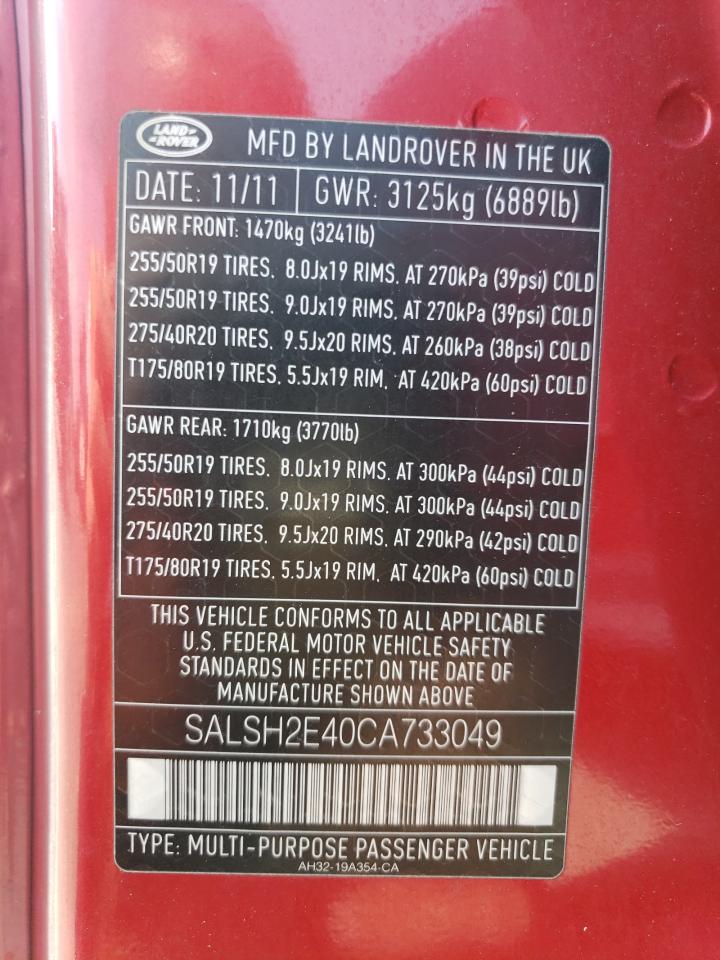 LAND ROVER
MFD BY LANDROVER IN THE UK
DATE: 11/11 GWR: 3125kg (6889lb)
GAWR FRONT: 1470kg (3241lb)
255/50R19 TIRES. 8.0Jx19 RIMS. AT 270kPa (39psi) COLD
255/50R19 TIRES. 9.0Jx19 RIMS. AT 270kPa (39psi) COLD
275/40R20 TIRES. 9.5Jx20 RIMS. AT 260kPa (38psi) COLD
T175/80R19 TIRES. 5.5Jx19 RIM. AT 420kPa (60psi) COLD
GAWR REAR: 1710kg (3770lb)
255/50R19 TIRES. 8.0Jx19 RIMS. AT 300kPa (44psi) COLD
255/50R19 TIRES. 9.0Jx19 RIMS. AT 300kPa (44psi) COLD
275/40R20 TIRES. 9.5Jx20 RIMS. AT 290kPa (42psi) COLD
T175/80R19 TIRES. 5.5Jx19 RIM. AT 420kPa (60psi) COLD
THIS VEHICLE CONFORMS TO ALL APPLICABLE
U.S. FEDERAL MOTOR VEHICLE SAFETY
STANDARDS IN EFFECT ON THE DATE OF
MANUFACTURE SHOWN ABOVE
SALSH2E40CA733049
TYPE: MULTI-PURPOSE PASSENGER VEHICLE
AH32-19A354-CA